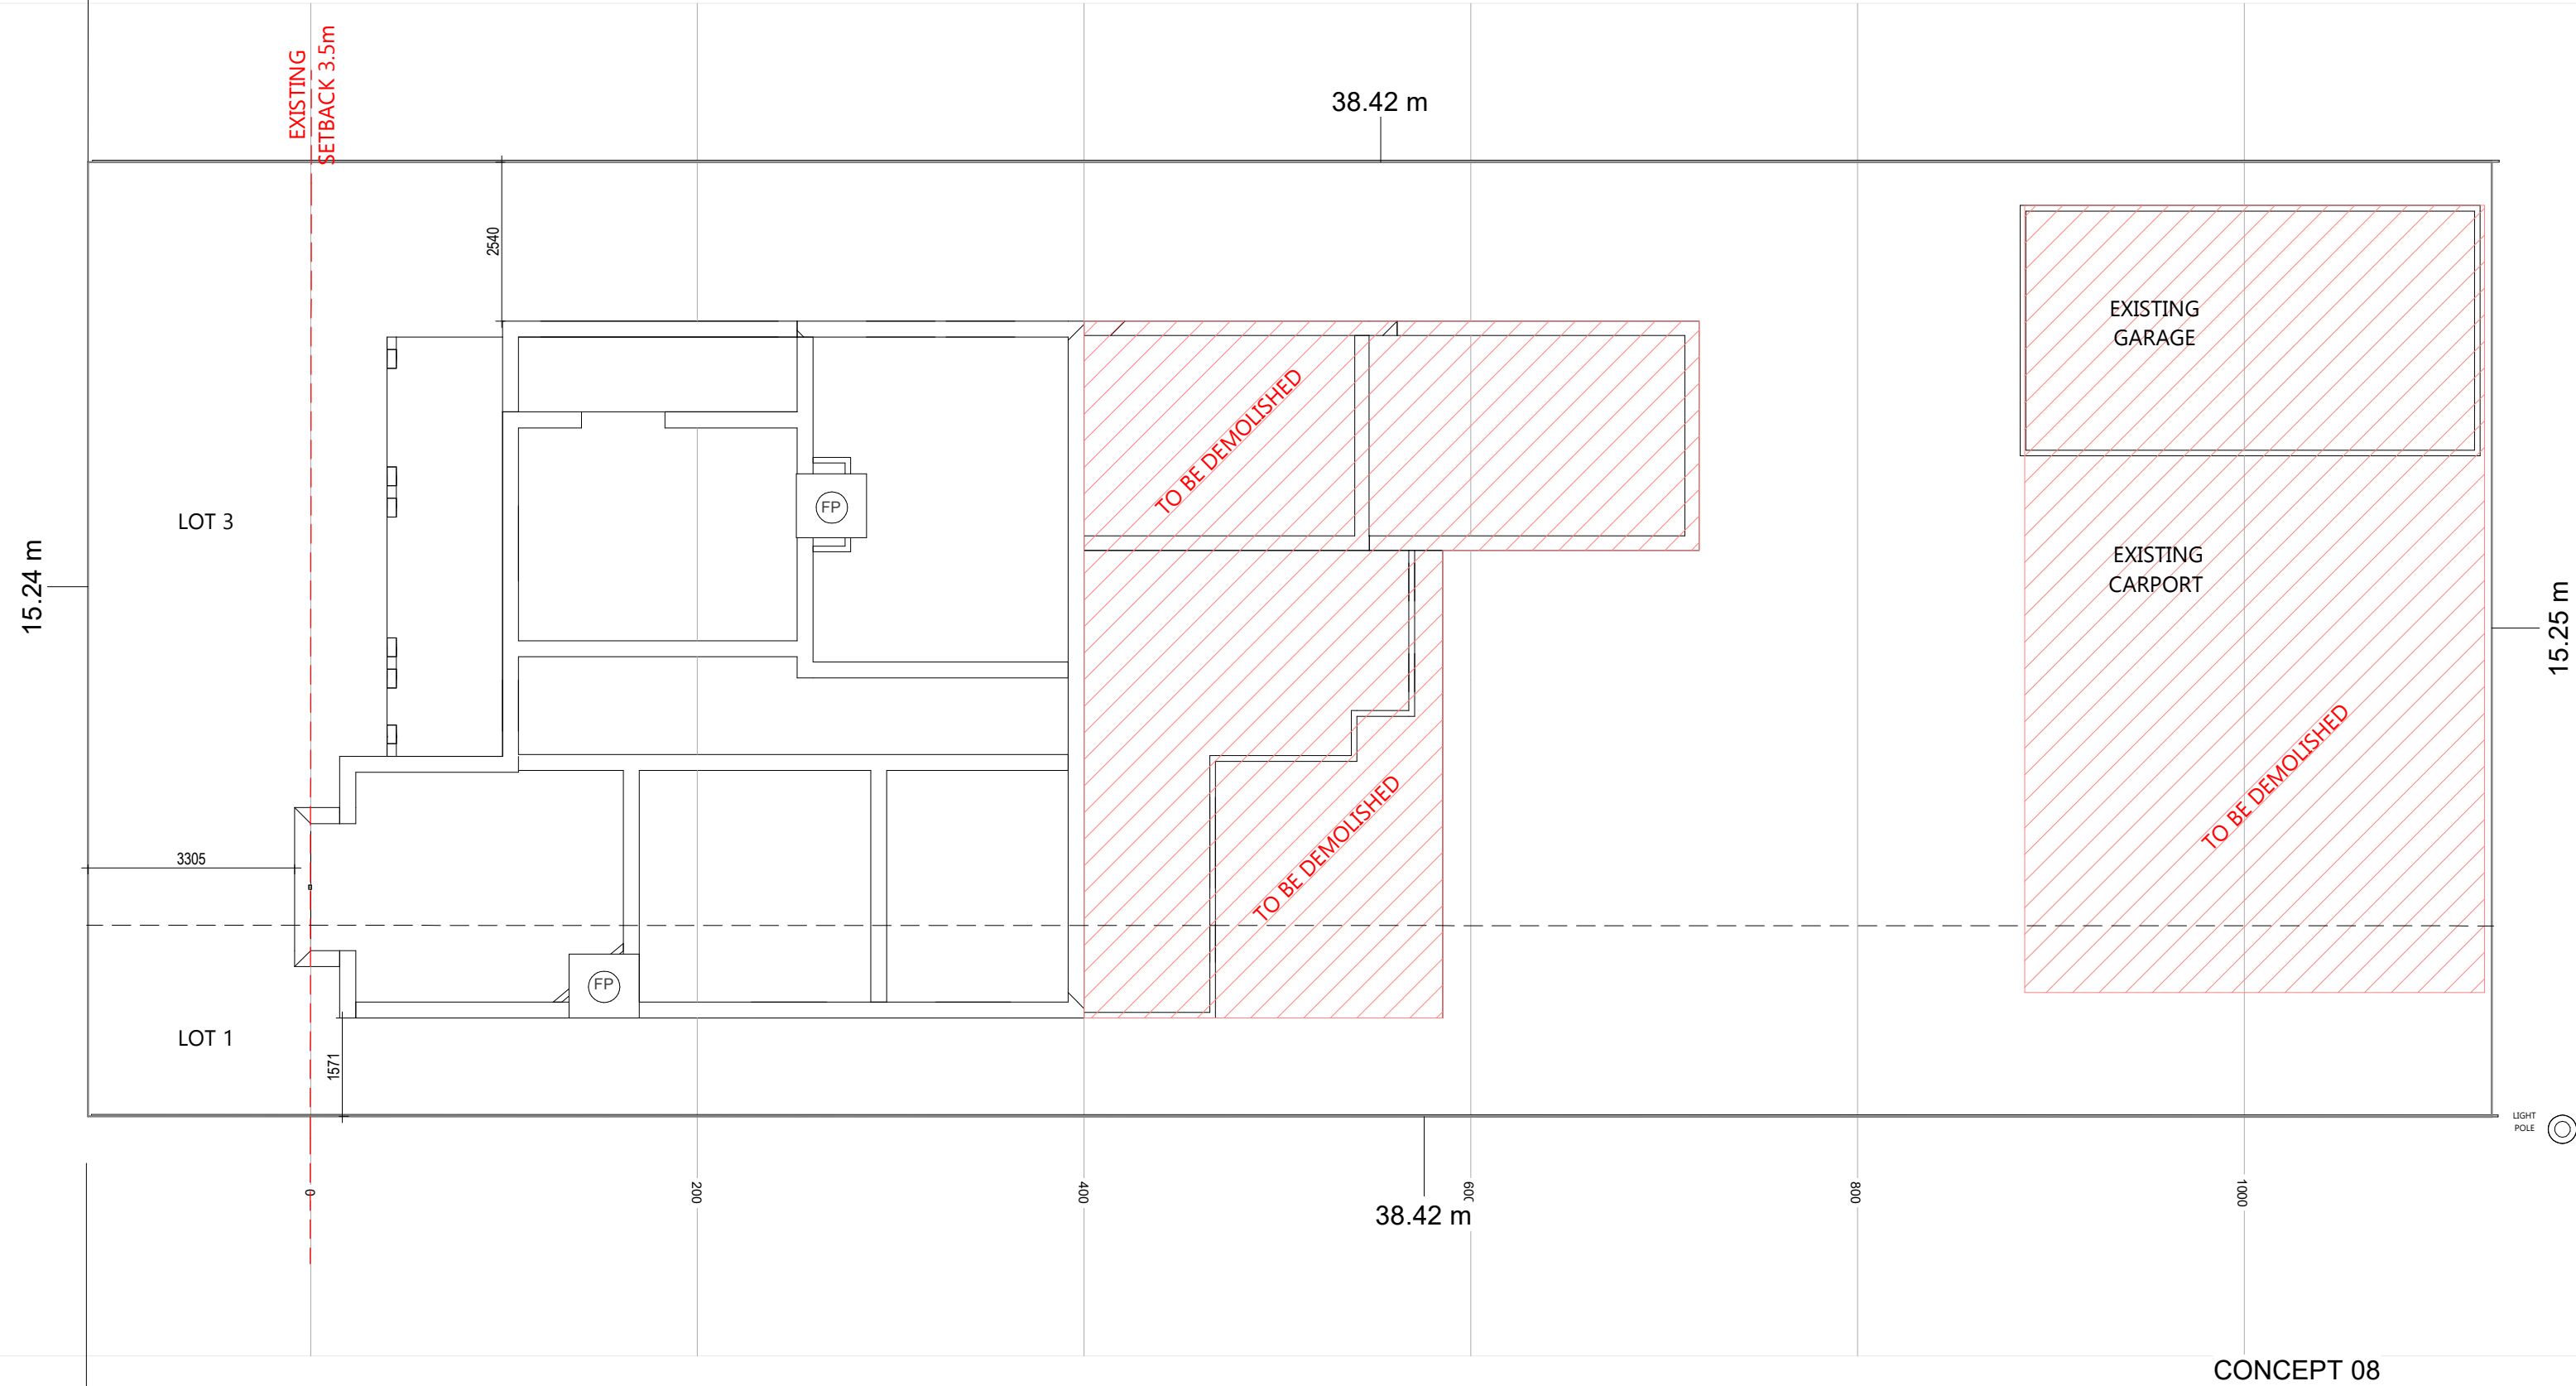 EXISTING
SETBACK 3.5m
38.42 m
2540
EXISTING
GARAGE
TO BE DEMOLISHED
FP
LOT 3
15.24 m
EXISTING
CARPORT
15.25 m
TO BE DEMOLISHED
TO BE DEMOLISHED
3305
FP
LOT 1
1571
LIGHT
POLE
0
200
400
600
800
1000
38.42 m
CONCEPT 08